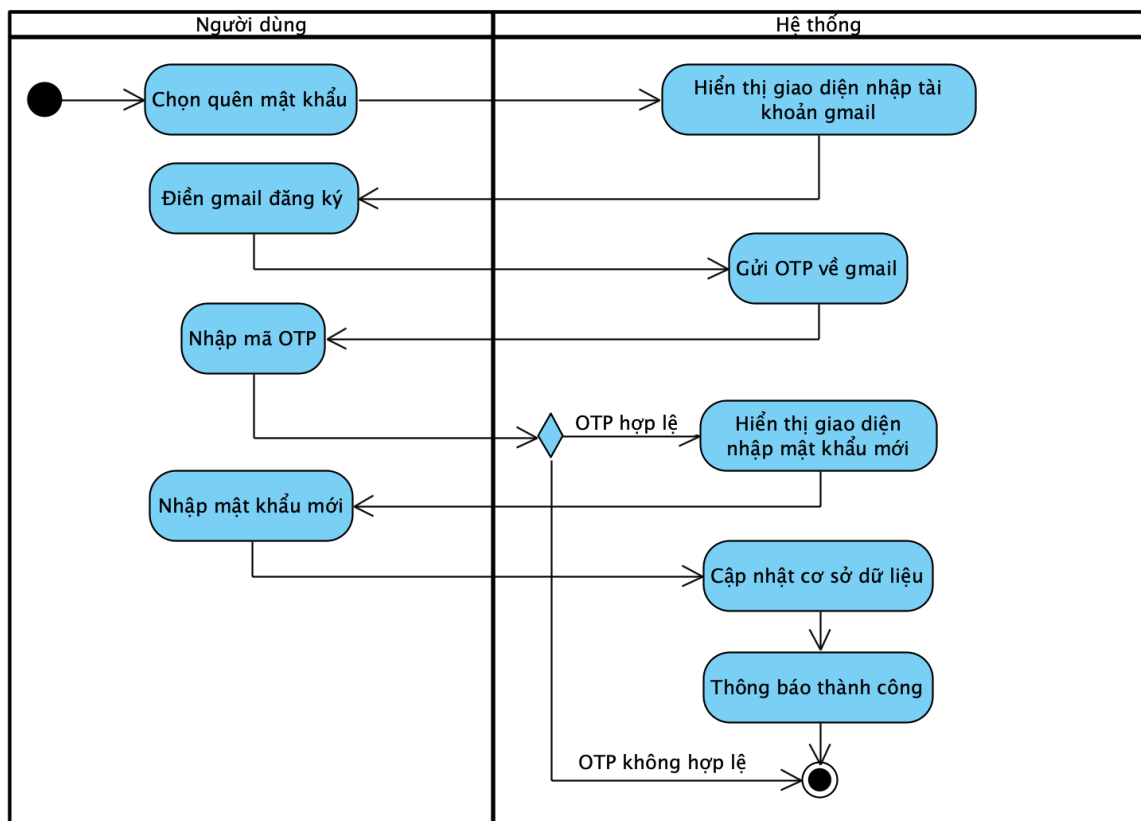 Người dùng
Hệ thống
Chọn quên mật khẩu
Hiển thị giao diện nhập tài
khoản gmail
Điền gmail đăng ký
Gửi OTP về gmail
Nhập mã OTP
OTP hợp lệ
Hiển thị giao diện
nhập mật khẩu mới
Nhập mật khẩu mới
Cập nhật cơ sở dữ liệu
Thông báo thành công
OTP không hợp lệ